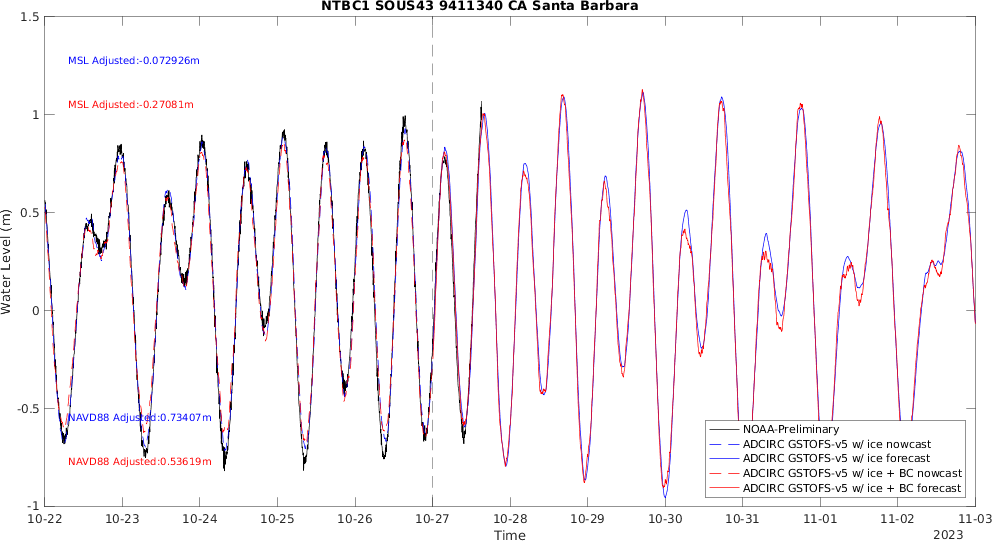 NTBC1 SOUS43 9411340 CA Santa Barbara
1.5
1
0.5
0
-0.5
-1
Water Level (m)
MSL Adjusted:-0.072926m
MSL Adjusted:-0.27081m
NAVD88 Adjusted:0.73407m
NAVD88 Adjusted:0.53619m
NOAA-Preliminary
ADCIRC GSTOFS-v5 w/ ice nowcast
ADCIRC GSTOFS-v5 w/ ice forecast
ADCIRC GSTOFS-v5 w/ ice + BC nowcast
ADCIRC GSTOFS-v5 w/ ice + BC forecast
10-22 10-23 10-24 10-25 10-26 10-27 10-28 10-29 10-30 10-31 11-01 11-02 11-03
Time
2023